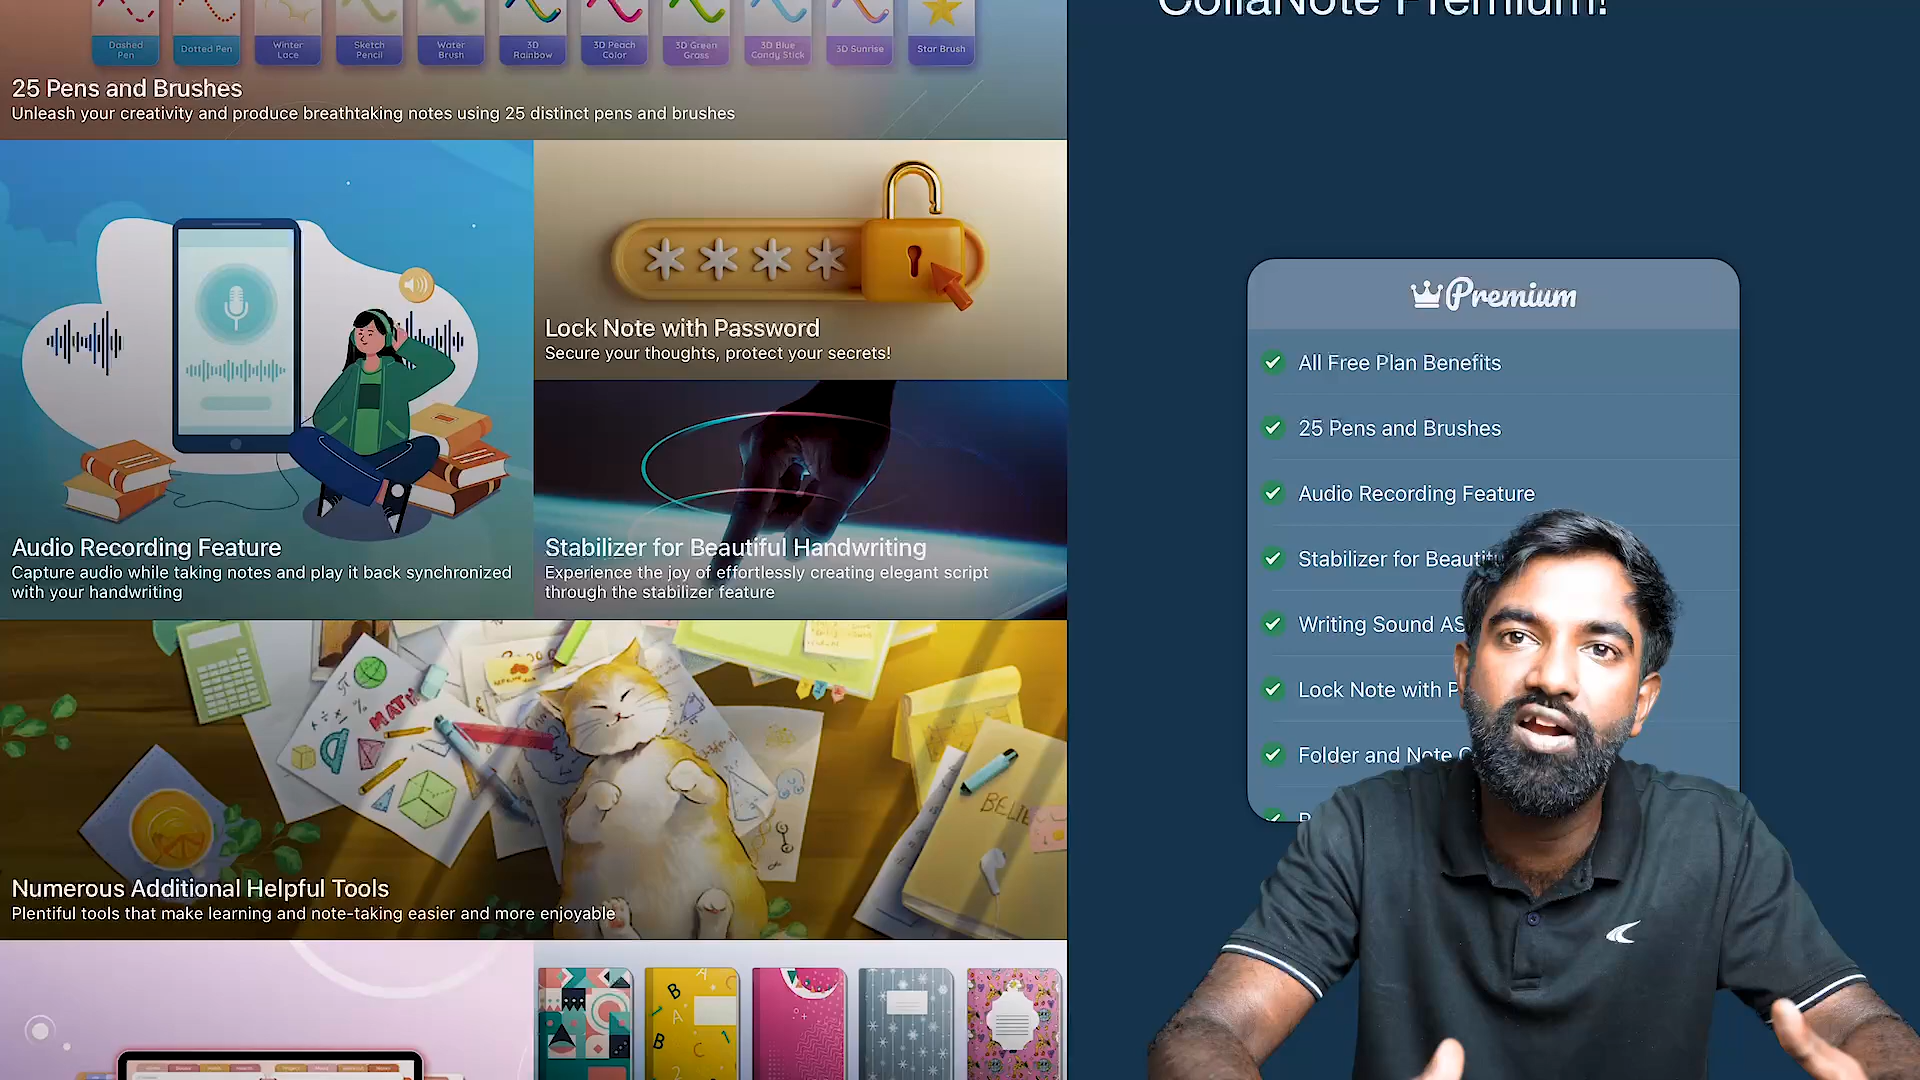 CollaNote Premium!
Dashed
Pen
Dotted Pen
Winter
Lace
Sketch
Pencil
Water
Brush
3D
Rainbow
3D Peach
Color
3D Green
Grass
3D Blue
Candy Stick
3D Sunrise
Star Brush
25 Pens and Brushes
Unleash your creativity and produce breathtaking notes using 25 distinct pens and brushes
Lock Note with Password
Secure your thoughts, protect your secrets!
Audio Recording Feature
Capture audio while taking notes and play it back synchronized
with your handwriting
Stabilizer for Beautiful Handwriting
Experience the joy of effortlessly creating elegant script
through the stabilizer feature
MATH
Numerous Additional Helpful Tools
Plentiful tools that make learning and note-taking easier and more enjoyable
Premium
All Free Plan Benefits
25 Pens and Brushes
Audio Recording Feature
Stabilizer for Beautifu
Writing Sound AS
Lock Note with P
Folder and Note C